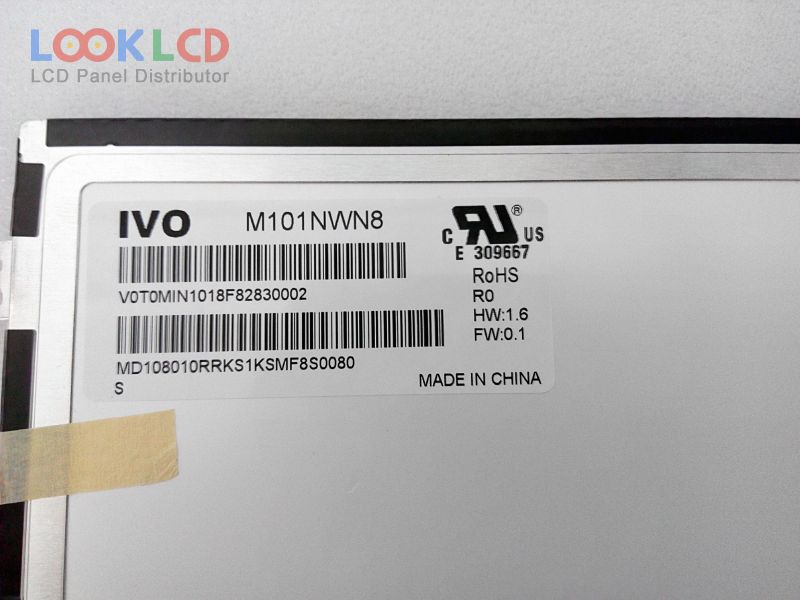 LOOK LCD
LCD Panel Distributor
IVO M101NWN8
V0T0MIN1018F82830002
MD108010RRKS1KSMF8S0080
S
C RU ® US
E 309667
RoHS
R0
HW:1.6
FW:0.1
MADE IN CHINA